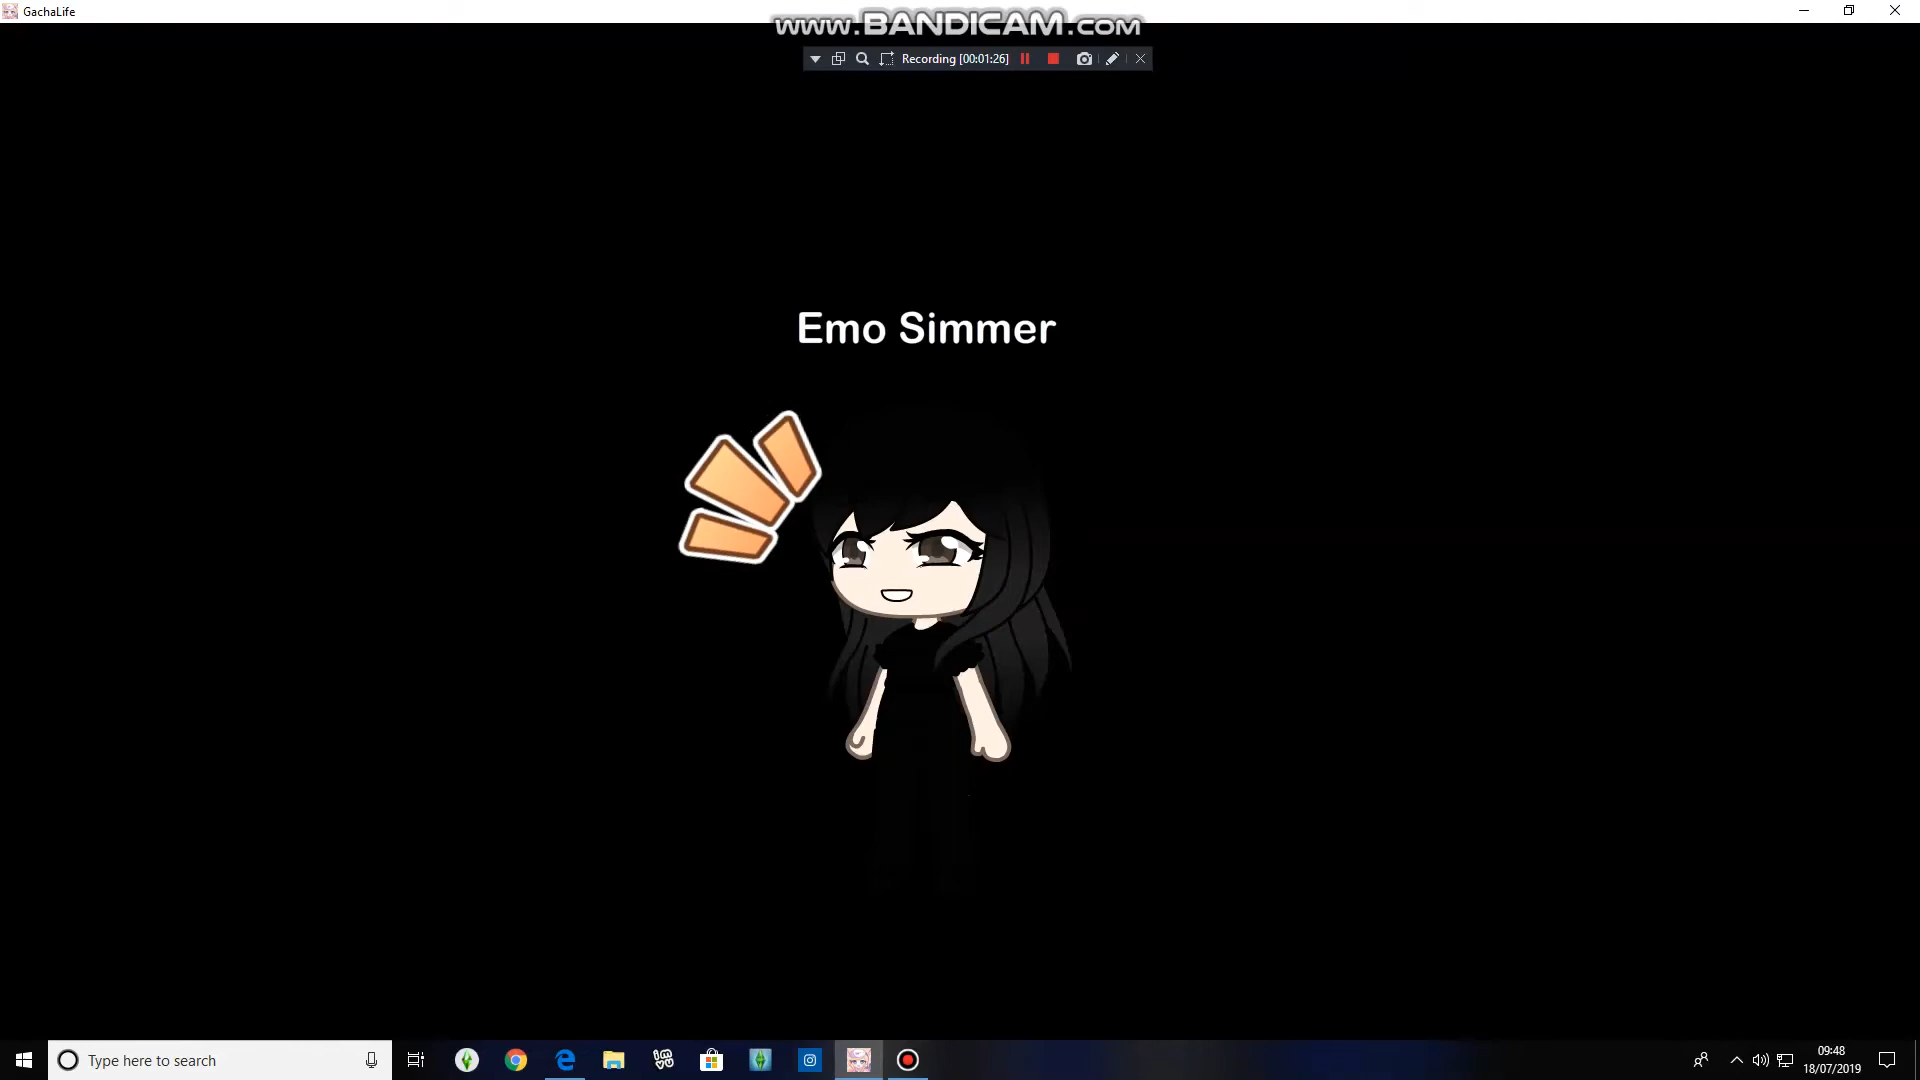 GachaLife
www.BANDICAM.com
Recording [00:01:26]
Emo Simmer
Type here to search
imvu
09:48
18/07/2019